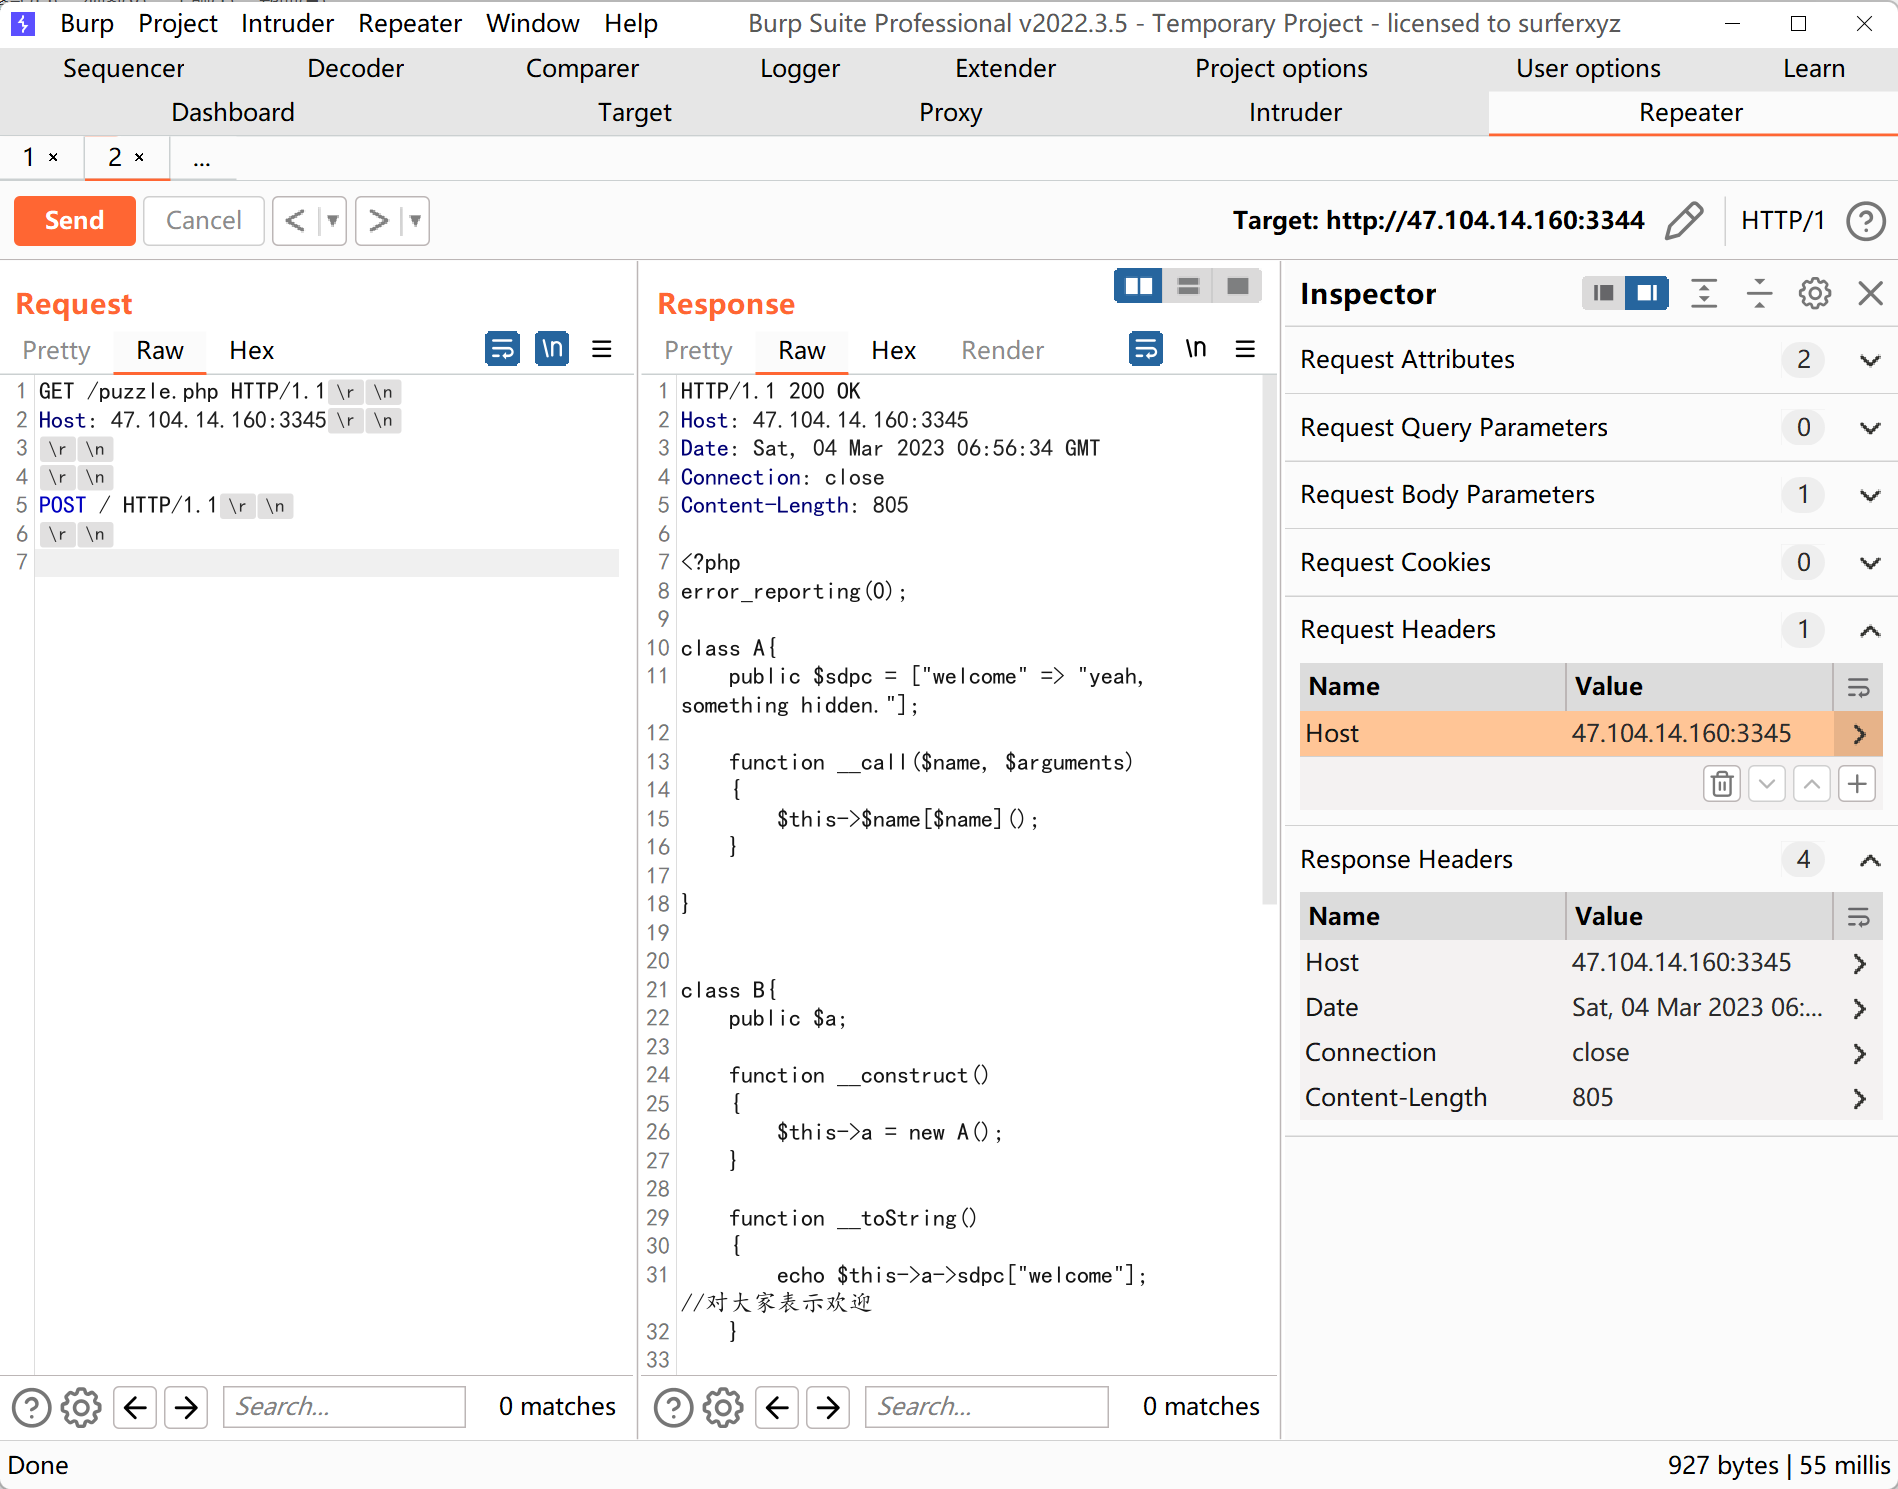 Burp Project Intruder Repeater Window Help Burp Suite Professional v2022.3.5 - Temporary Project - licensed to surferxyz
Sequencer Decoder Comparer Logger Extender Project options User options Learn
Dashboard Target Proxy Intruder Repeater
1 × 2 × ...
Send Cancel < > Target: http://47.104.14.160:3344 HTTP/1
Request
Pretty Raw Hex \n
1 GET /puzzle.php HTTP/1.1 \r \n
2 Host: 47.104.14.160:3345 \r \n
3 \r \n
4 \r \n
5 POST / HTTP/1.1 \r \n
6 \r \n
7
Search... 0 matches
Response
Pretty Raw Hex Render \n
1 HTTP/1.1 200 OK
2 Host: 47.104.14.160:3345
3 Date: Sat, 04 Mar 2023 06:56:34 GMT
4 Connection: close
5 Content-Length: 805
6
7 <?php
8 error_reporting(0);
9
10 class A{
11 public $sdpc = ["welcome" => "yeah,
something hidden."];
12
13 function __call($name, $arguments)
14 {
15 $this->$name[$name]();
16 }
17
18 }
19
20
21 class B{
22 public $a;
23
24 function __construct()
25 {
26 $this->a = new A();
27 }
28
29 function __toString()
30 {
31 echo $this->a->sdpc["welcome"];
//对大家表示欢迎
32 }
33
Search... 0 matches
Inspector
Request Attributes 2
Request Query Parameters 0
Request Body Parameters 1
Request Cookies 0
Request Headers 1
Name Value
Host 47.104.14.160:3345
Response Headers 4
Name Value
Host 47.104.14.160:3345
Date Sat, 04 Mar 2023 06:...
Connection close
Content-Length 805
Done 927 bytes | 55 millis